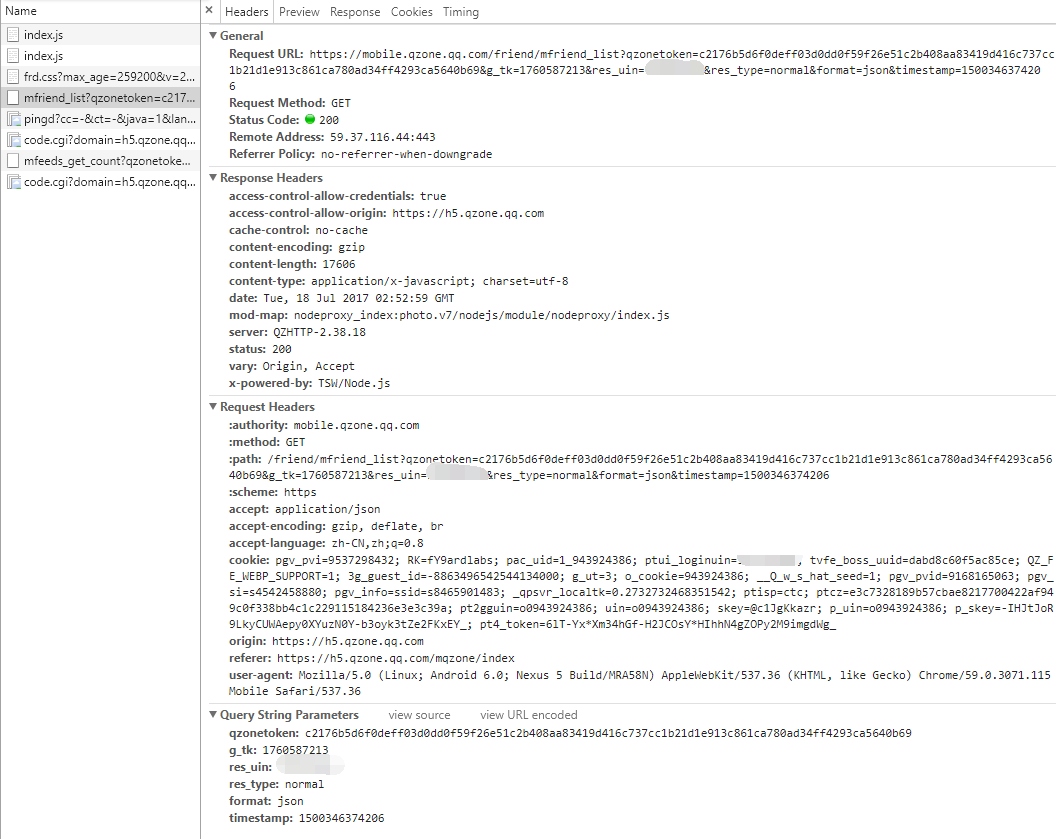 Name
index.js
index.js
frd.css?max_age=259200&v=2...
mfriend_list?qzonetoken=c217...
pingd?cc=-&ct=-&java=1&lan...
code.cgi?domain=h5.qzone.qq...
mfeeds_get_count?qzonetoke...
code.cgi?domain=h5.qzone.qq...
× Headers Preview Response Cookies Timing
General
Request URL: https://mobile.qzone.qq.com/friend/mfriend_list?qzonetoken=c2176b5d6f0deff03d0dd0f59f26e51c2b408aa83419d416c737cc
1b21d1e913c861ca780ad34ff4293ca5640b69&g_tk=1760587213&res_uin= &res_type=normal&format=json&timestamp=150034637420
6
Request Method: GET
Status Code: 200
Remote Address: 59.37.116.44:443
Referrer Policy: no-referrer-when-downgrade
Response Headers
access-control-allow-credentials: true
access-control-allow-origin: https://h5.qzone.qq.com
cache-control: no-cache
content-encoding: gzip
content-length: 17606
content-type: application/x-javascript; charset=utf-8
date: Tue, 18 Jul 2017 02:52:59 GMT
mod-map: nodeproxy_index:photo.v7/nodejs/module/nodeproxy/index.js
server: QZHTTP-2.38.18
status: 200
vary: Origin, Accept
x-powered-by: TSW/Node.js
Request Headers
:authority: mobile.qzone.qq.com
:method: GET
:path: /friend/mfriend_list?qzonetoken=c2176b5d6f0deff03d0dd0f59f26e51c2b408aa83419d416c737cc1b21d1e913c861ca780ad34ff4293ca56
40b69&g_tk=1760587213&res_uin= &res_type=normal&format=json&timestamp=1500346374206
:scheme: https
accept: application/json
accept-encoding: gzip, deflate, br
accept-language: zh-CN,zh;q=0.8
cookie: pgv_pvi=9537298432; RK=fY9ardlabs; pac_uid=1_943924386; ptui_loginuin= , tvfe_boss_uuid=dabd8c60f5ac85ce; QZ_F
E_WEBP_SUPPORT=1; 3g_guest_id=-8863496542544134000; g_ut=3; o_cookie=943924386; __Q_w_s_hat_seed=1; pgv_pvid=9168165063; pgv_
si=s4542458880; pgv_info=ssid=s8465901483; _qpsvr_localtk=0.2732732468351542; ptisp=ctc; ptcz=e3c7328189b57cbae8217700422af94
9c0f338bb4c1c229115184236e3e3c39a; pt2gguin=o0943924386; uin=o0943924386; skey=@c1JgKkazr; p_uin=o0943924386; p_skey=-IHJtJoR
9LkyCUWAepy0XYuzN0Y-b3oyk3tZe2FKxEY_; pt4_token=6lT-Yx*Xm34hGf-H2JCOsY*HIhhN4gZOPy2M9imgdWg_
origin: https://h5.qzone.qq.com
referer: https://h5.qzone.qq.com/mqzone/index
user-agent: Mozilla/5.0 (Linux; Android 6.0; Nexus 5 Build/MRA58N) AppleWebKit/537.36 (KHTML, like Gecko) Chrome/59.0.3071.115
Mobile Safari/537.36
Query String Parameters view source view URL encoded
qzonetoken: c2176b5d6f0deff03d0dd0f59f26e51c2b408aa83419d416c737cc1b21d1e913c861ca780ad34ff4293ca5640b69
g_tk: 1760587213
res_uin:
res_type: normal
format: json
timestamp: 1500346374206